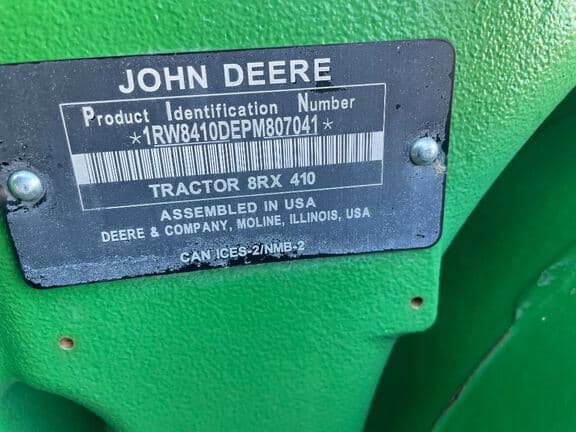 JOHN DEERE
Product Identification Number
*1RW8410DEPM807041*
TRACTOR 8RX 410
ASSEMBLED IN USA
DEERE & COMPANY, MOLINE, ILLINOIS, USA
CAN ICES-2/NMB-2